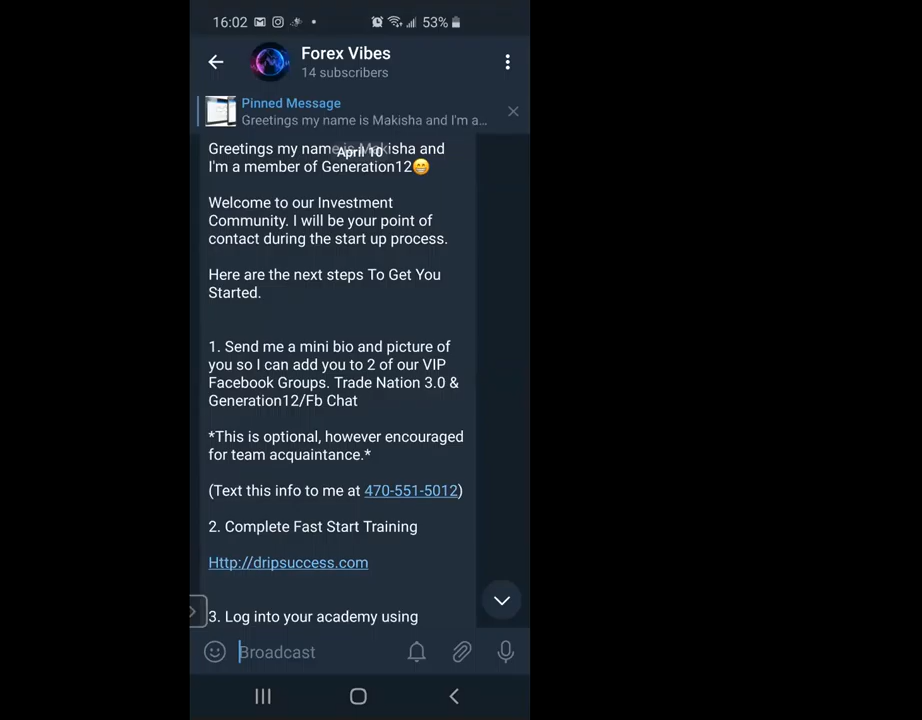 16:02
53%
Forex Vibes
14 subscribers
Pinned Message
Greetings my name is Makisha and I'm a...
April 10
Greetings my name is Makisha and
I'm a member of Generation12😁
Welcome to our Investment
Community. I will be your point of
contact during the start up process.
Here are the next steps To Get You
Started.
1. Send me a mini bio and picture of
you so I can add you to 2 of our VIP
Facebook Groups. Trade Nation 3.0 &
Generation12/Fb Chat
*This is optional, however encouraged
for team acquaintance.*
(Text this info to me at 470-551-5012)
2. Complete Fast Start Training
Http://dripsuccess.com
3. Log into your academy using
Broadcast